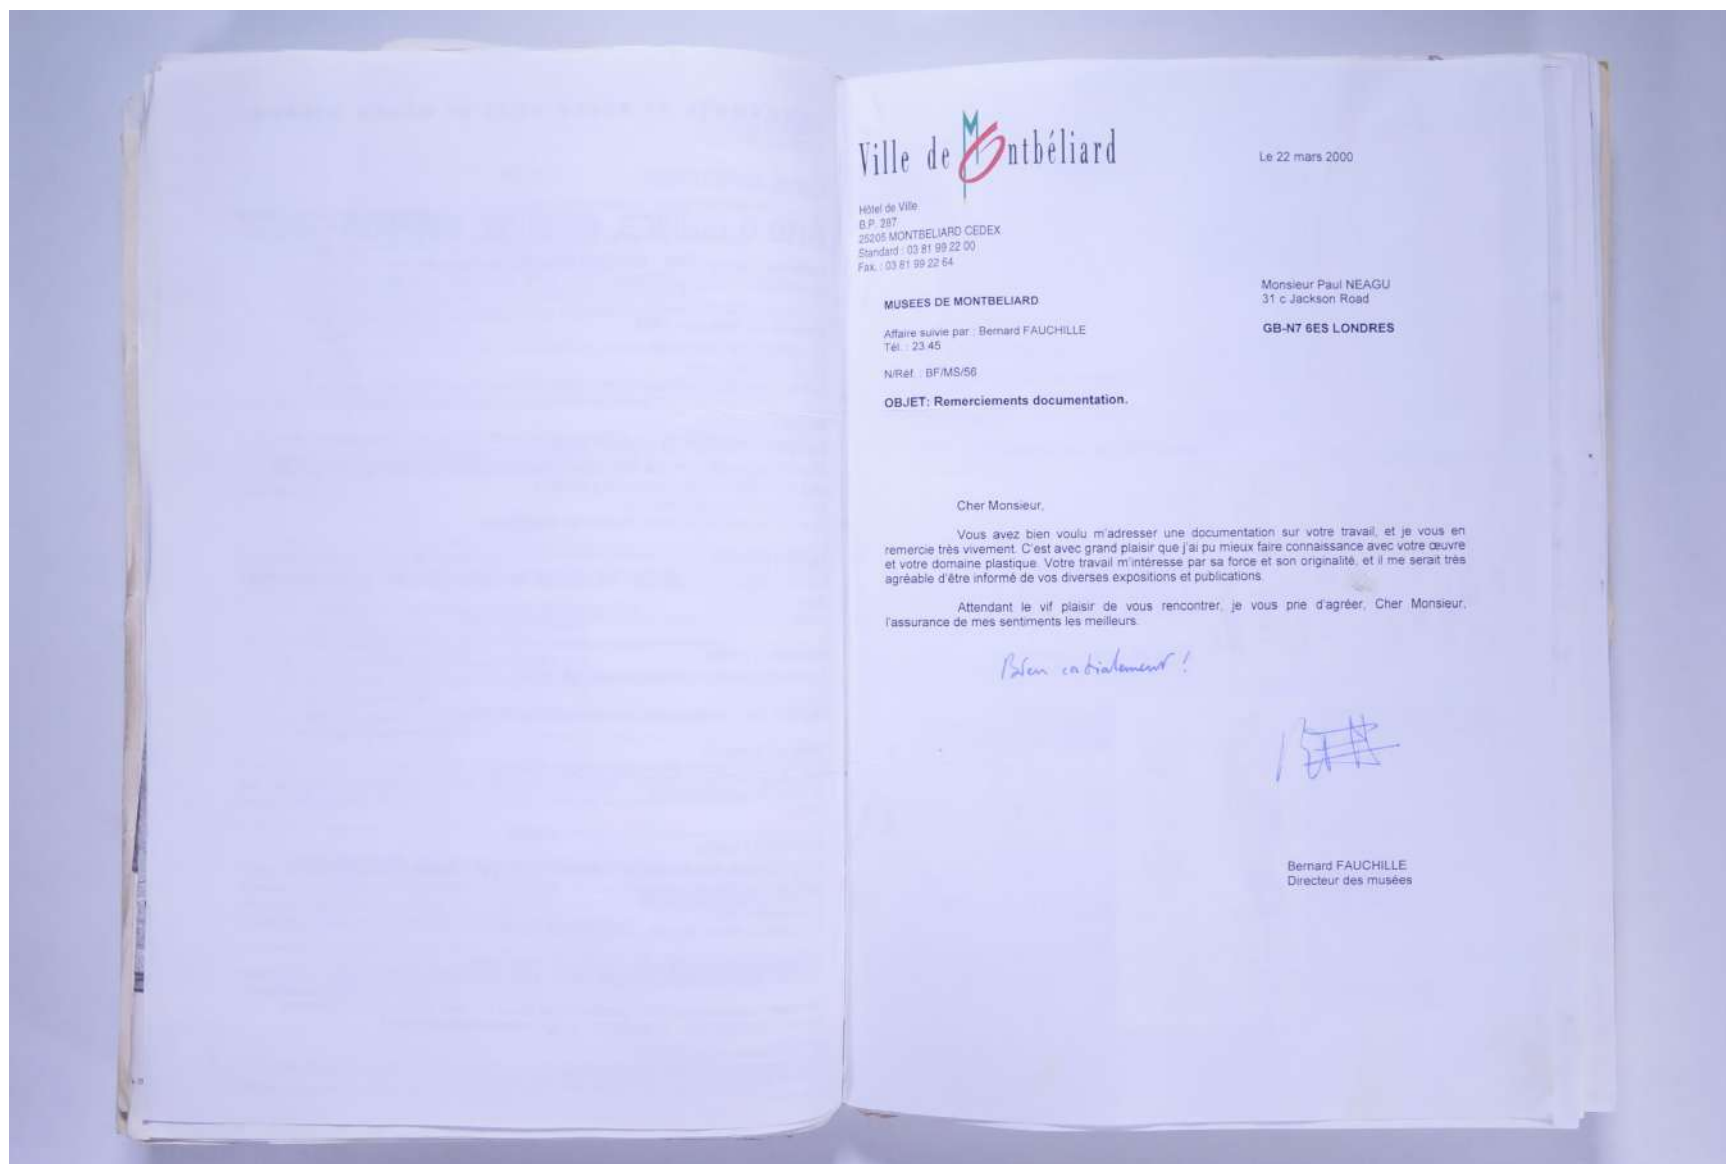 Ville de Montbéliard
Le 22 mars 2000
Hôtel de Ville
B.P. 287
25205 MONTBELIARD CEDEX
Standard : 03 81 99 22 00
Fax. : 03 81 99 22 64
Monsieur Paul NEAGU
31 c Jackson Road
GB-N7 6ES LONDRES
MUSEES DE MONTBELIARD
Affaire suivie par : Bernard FAUCHILLE
Tél. : 23.45
N/Réf. : BF/MS/56
OBJET: Remerciements documentation.
Cher Monsieur,
Vous avez bien voulu m'adresser une documentation sur votre travail, et je vous en
remercie très vivement. C'est avec grand plaisir que j'ai pu mieux faire connaissance avec votre œuvre
et votre domaine plastique. Votre travail m'intéresse par sa force et son originalité, et il me serait très
agréable d'être informé de vos diverses expositions et publications.
Attendant le vif plaisir de vous rencontrer, je vous prie d'agréer, Cher Monsieur,
l'assurance de mes sentiments les meilleurs.
Bien cordialement !
Bernard FAUCHILLE
Directeur des musées